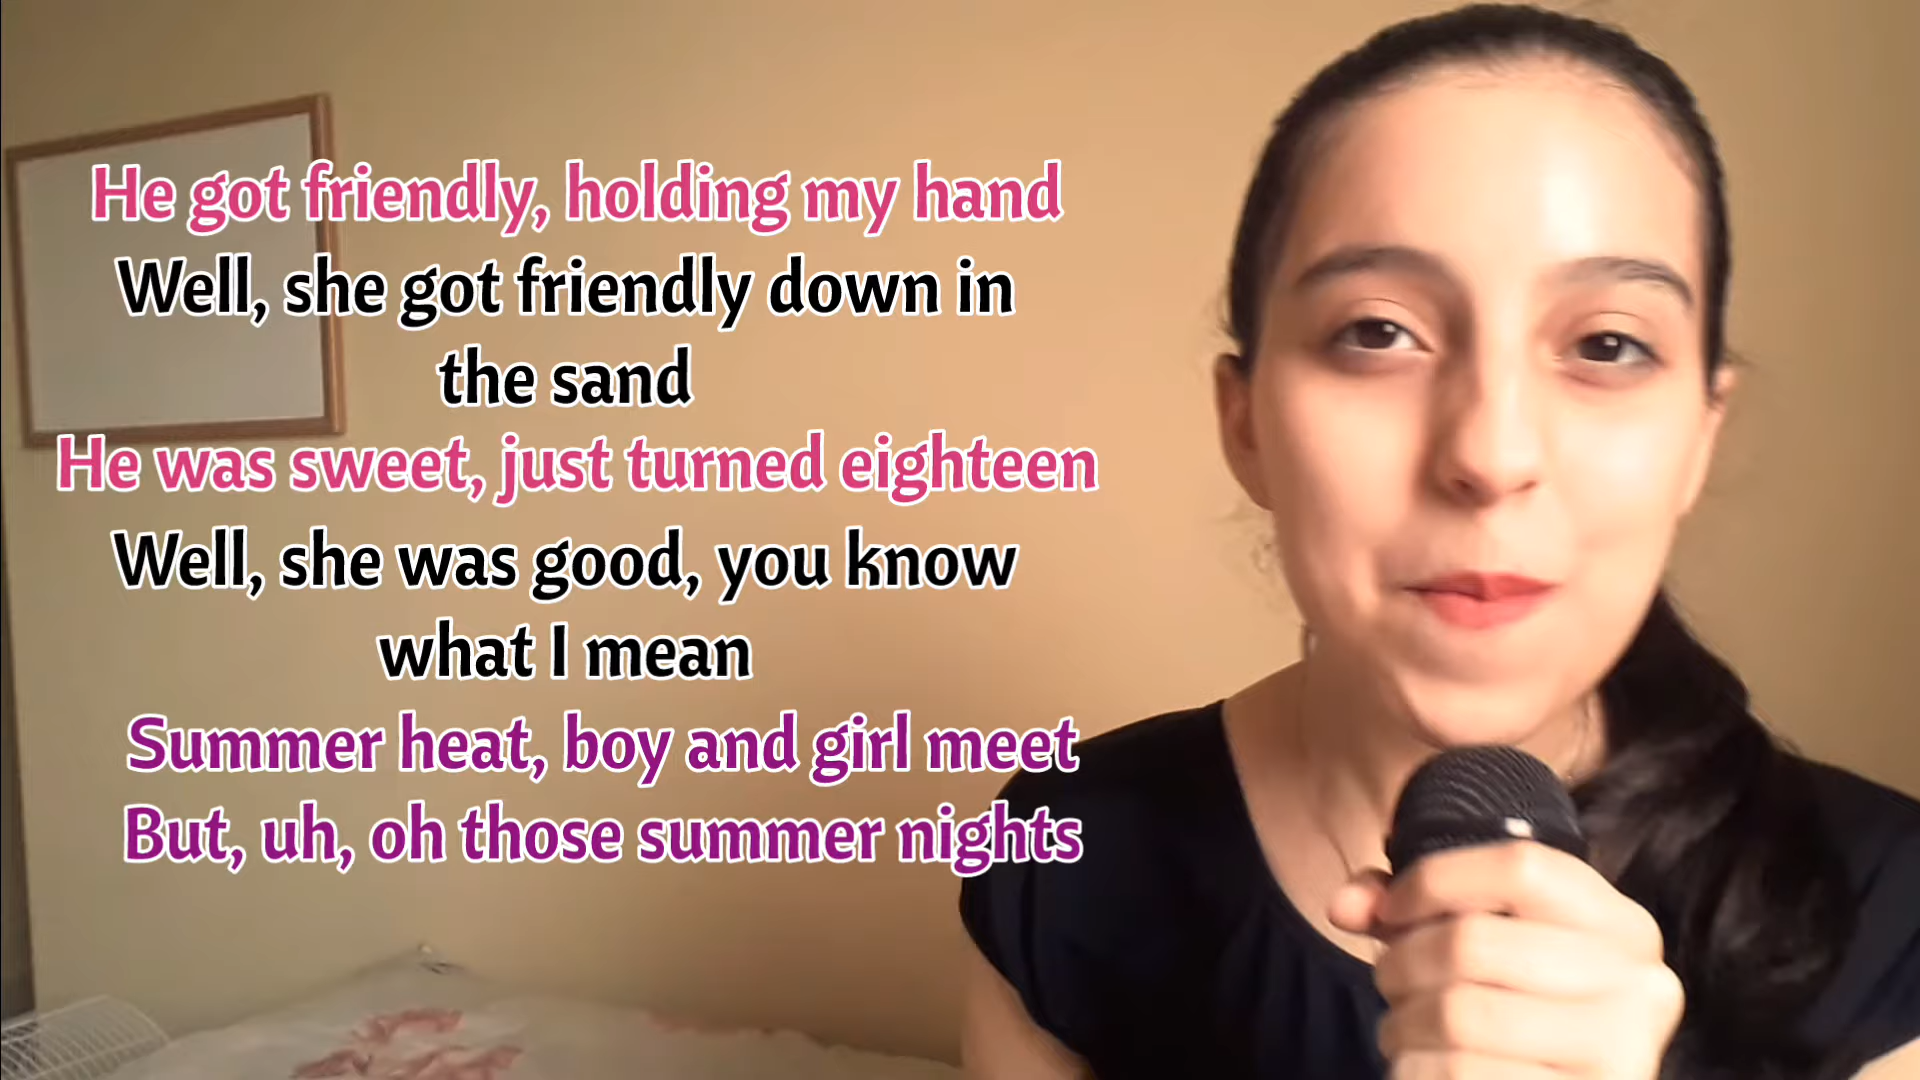 He got friendly, holding my hand
Well, she got friendly down in
the sand
He was sweet, just turned eighteen
Well, she was good, you know
what I mean
Summer heat, boy and girl meet
But, uh, oh those summer nights